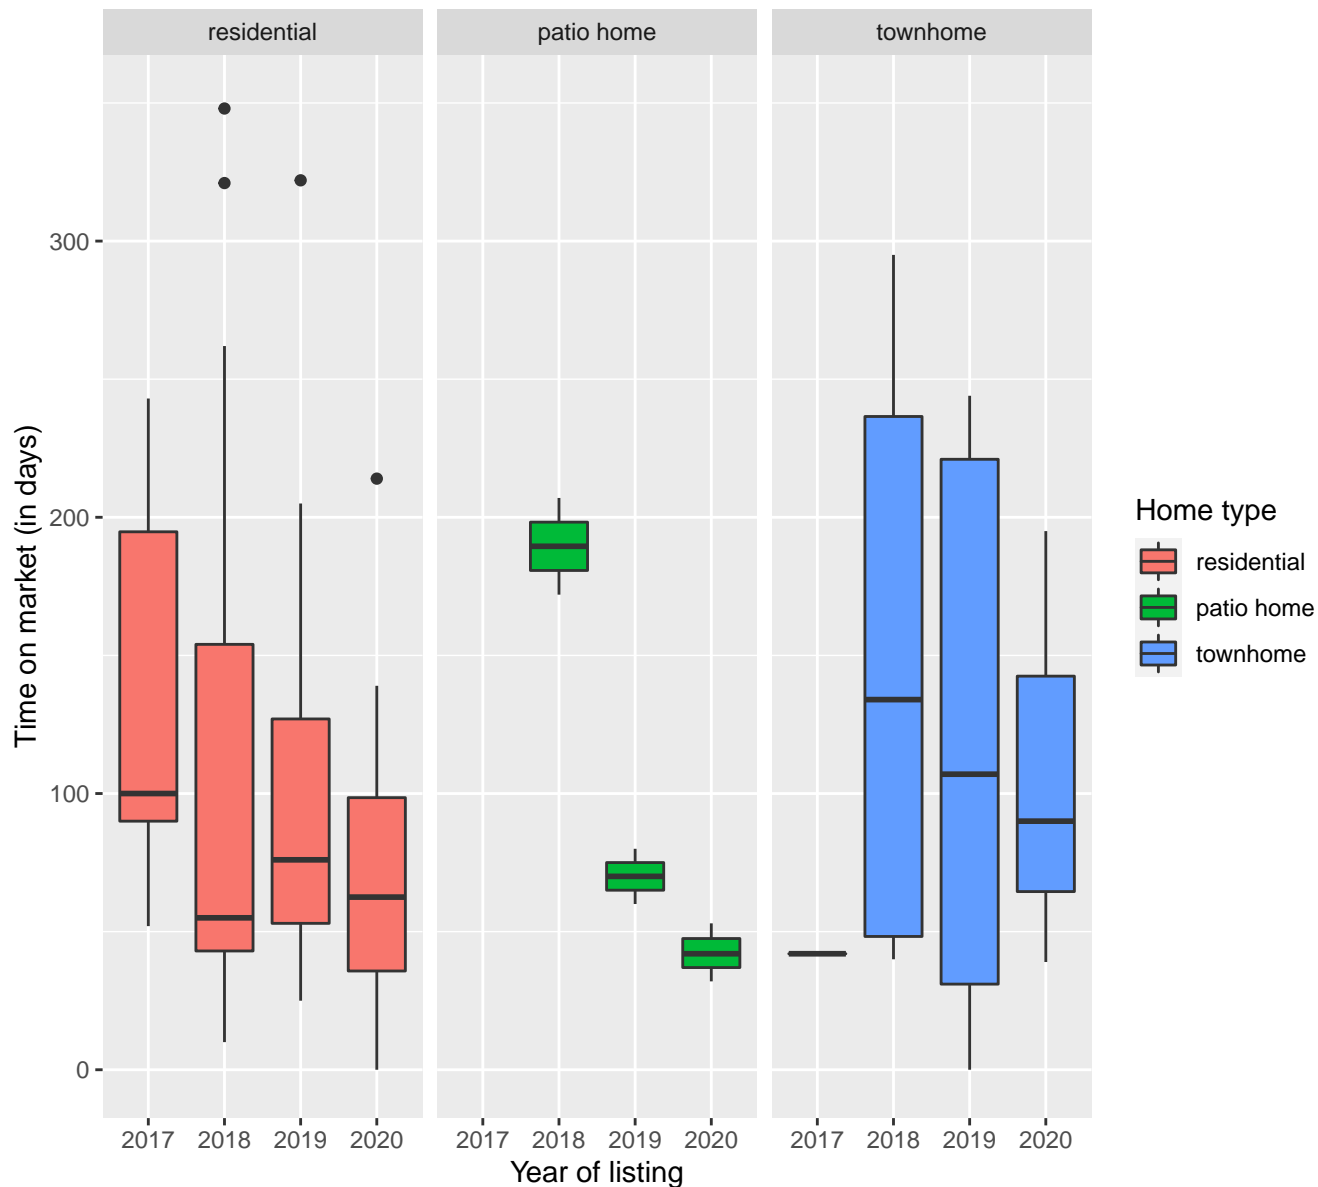 residential
patio home
townhome
Time on market (in days)
300
200
100
0
2017 2018 2019 2020
2017 2018 2019 2020
2017 2018 2019 2020
Year of listing
Home type
residential
patio home
townhome